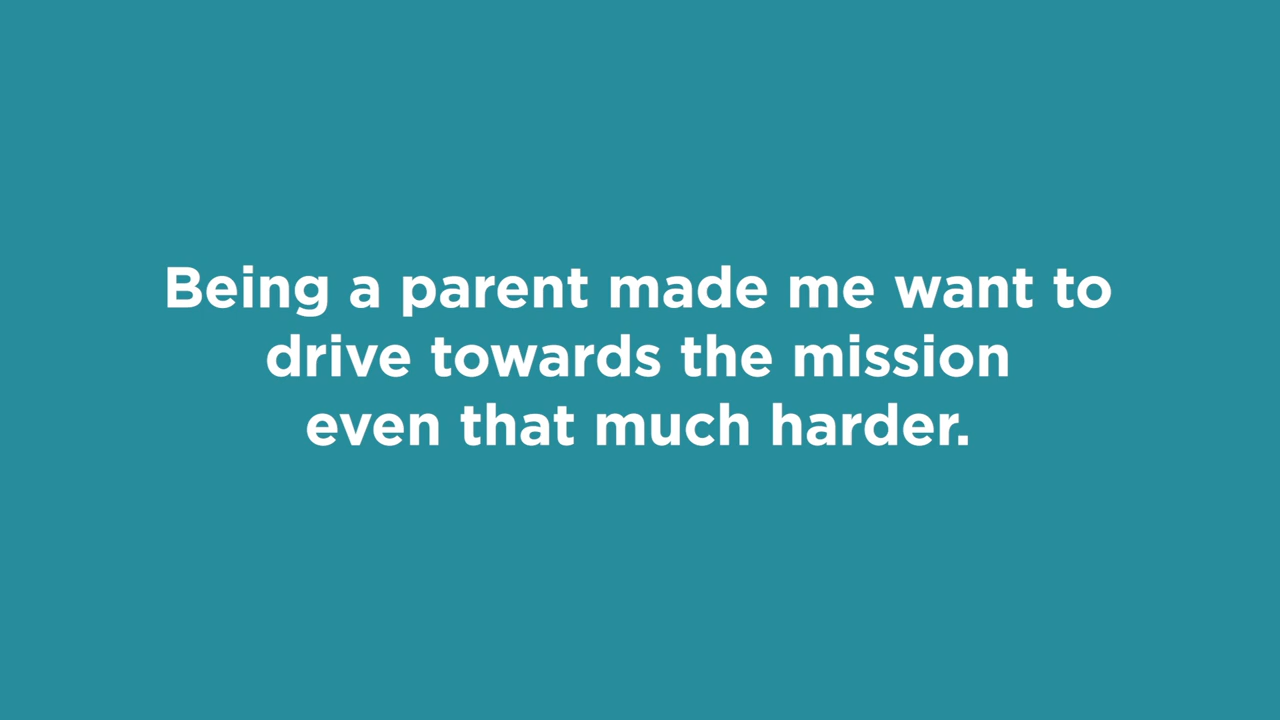 Being a parent made me want to
drive towards the mission
even that much harder.